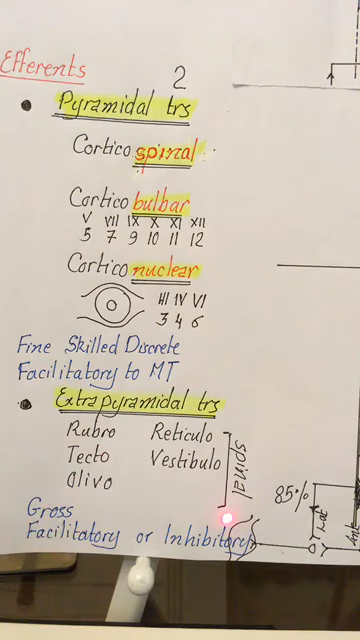 Efferents
2
Pyramidal trs
Cortico spinal
Cortico bulbar
V VII IX X XI XII
5 7 9 10 11 12
Cortico nuclear
III IV VI
3 4 6
Fine Skilled Discrete
Facilitatory to MT
Extrapyramidal trs
Rubro Reticulo
Tecto Vestibulo
Olivo
spinal
Gross
Facilitatory or Inhibitory
85%
Lat